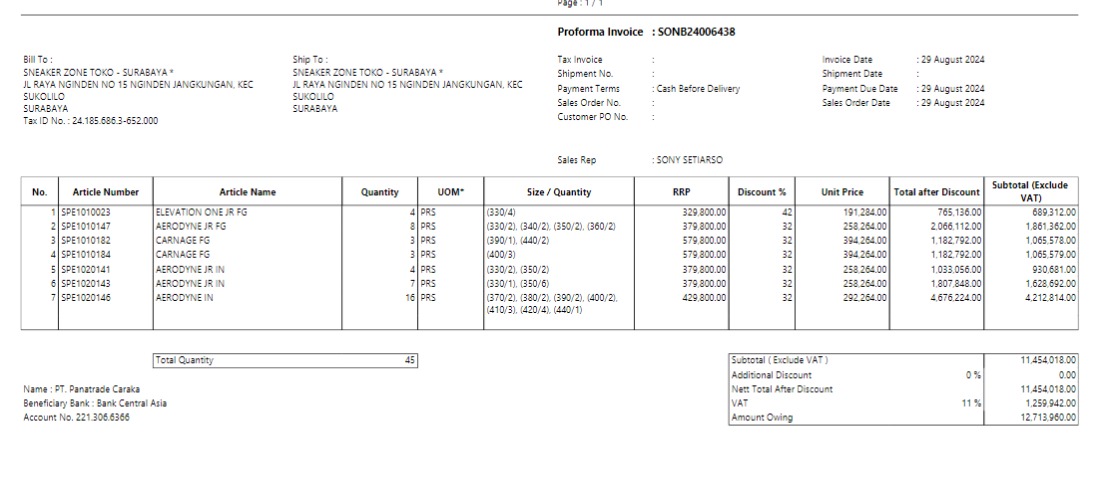 Page : 1 / 1
Proforma Invoice : SONB24006438
Bill To :
SNEAKER ZONE TOKO - SURABAYA *
JL RAYA NGINDEN NO 15 NGINDEN JANGKUNGAN, KEC
SUKOLILO
SURABAYA
Tax ID No. : 24.185.686.3-652.000
Ship To :
SNEAKER ZONE TOKO - SURABAYA *
JL RAYA NGINDEN NO 15 NGINDEN JANGKUNGAN, KEC
SUKOLILO
SURABAYA
Tax Invoice :
Shipment No. :
Payment Terms : Cash Before Delivery
Sales Order No. :
Customer PO No. :
Invoice Date : 29 August 2024
Shipment Date :
Payment Due Date : 29 August 2024
Sales Order Date : 29 August 2024
Sales Rep : SONY SETIARSO
No. Article Number Article Name Quantity UOM* Size / Quantity RRP Discount % Unit Price Total after Discount Subtotal (Exclude VAT)
1 SPE1010023 ELEVATION ONE JR FG 4 PRS (330/4) 329,800.00 42 191,284.00 765,136.00 689,312.00
2 SPE1010147 AERODYNE JR FG 8 PRS (330/2), (340/2), (350/2), (360/2) 379,800.00 32 258,264.00 2,066,112.00 1,861,362.00
3 SPE1010182 CARNAGE FG 3 PRS (390/1), (440/2) 579,800.00 32 394,264.00 1,182,792.00 1,065,578.00
4 SPE1010184 CARNAGE FG 3 PRS (400/3) 579,800.00 32 394,264.00 1,182,792.00 1,065,579.00
5 SPE1020141 AERODYNE JR IN 4 PRS (330/2), (350/2) 379,800.00 32 258,264.00 1,033,056.00 930,681.00
6 SPE1020143 AERODYNE JR IN 7 PRS (330/1), (350/6) 379,800.00 32 258,264.00 1,807,848.00 1,628,692.00
7 SPE1020146 AERODYNE IN 16 PRS (370/2), (380/2), (390/2), (400/2), 429,800.00 32 292,264.00 4,676,224.00 4,212,814.00
(410/3), (420/4), (440/1)
Total Quantity 45
Subtotal ( Exclude VAT ) 11,454,018.00
Additional Discount 0 % 0.00
Nett Total After Discount 11,454,018.00
VAT 11 % 1,259,942.00
Amount Owing 12,713,960.00
Name : PT. Panatrade Caraka
Beneficiary Bank : Bank Central Asia
Account No. 221.306.6366